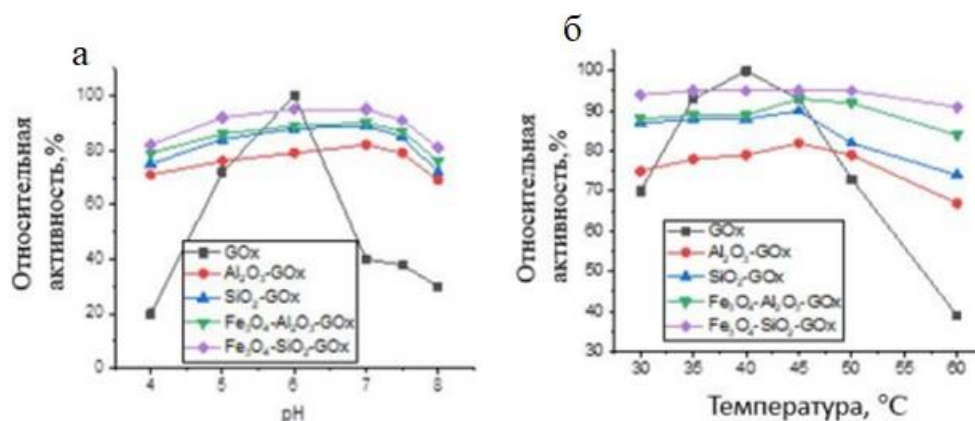 а
Относительная
активность,%
100
80
60
40
20
0
GOx
Al₂O₃-GOx
SiO₂-GOx
Fe₃O₄-Al₂O₃-GOx
Fe₃O₄-SiO₂-GOx
4 5 6 7 8
pH
б
Относительная
активность,%
100
90
80
70
60
50
40
30
GOx
Al₂O₃-GOx
SiO₂-GOx
Fe₃O₄-Al₂O₃-GOx
Fe₃O₄-SiO₂-GOx
30 35 40 45 50 55 60
Температура, °C